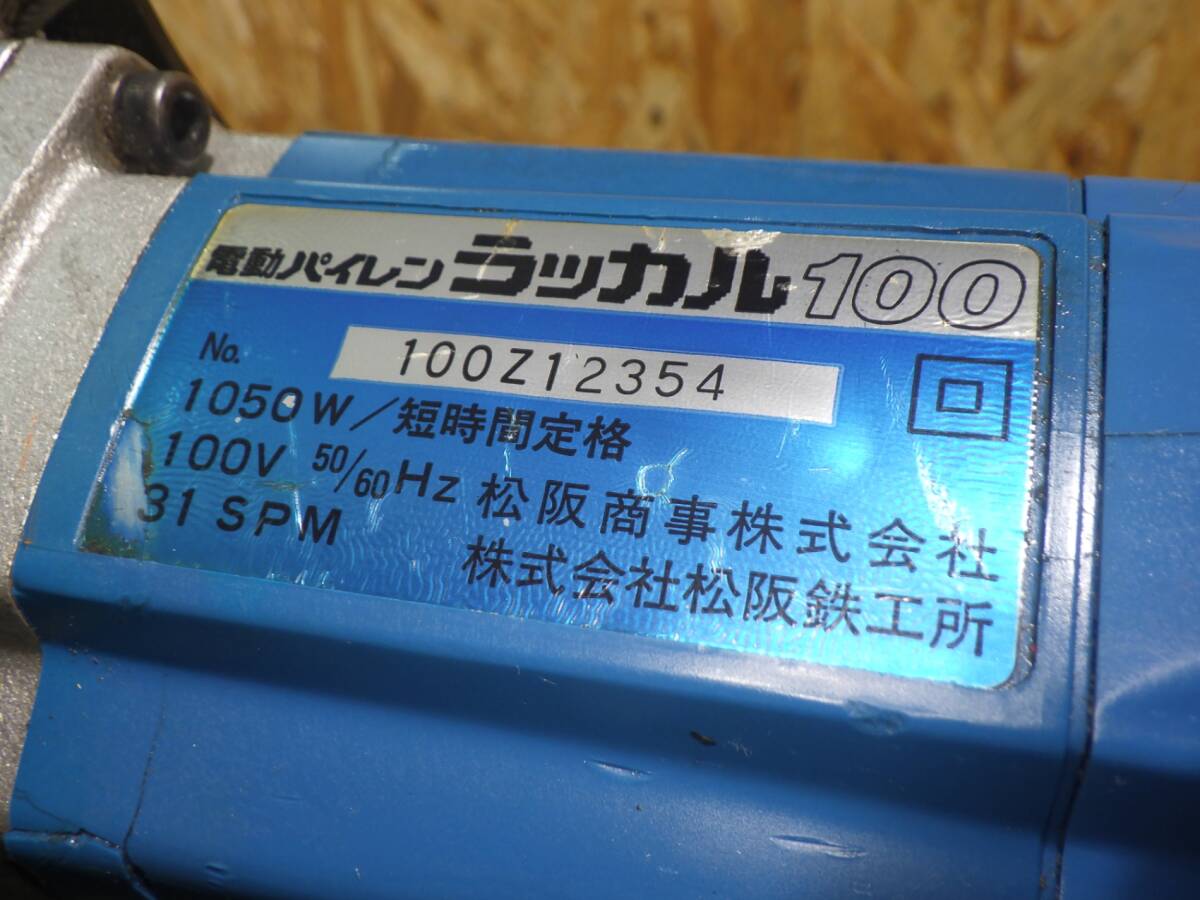 電動パイレン ラッカル100
No. 100Z12354
1050W/短時間定格
100V 50/60Hz 松阪商事株式会社
31 SPM 株式会社松阪鉄工所